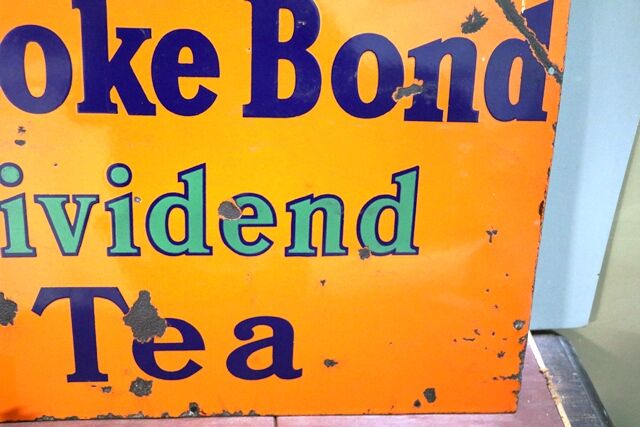 oke Bond
ividend
Tea